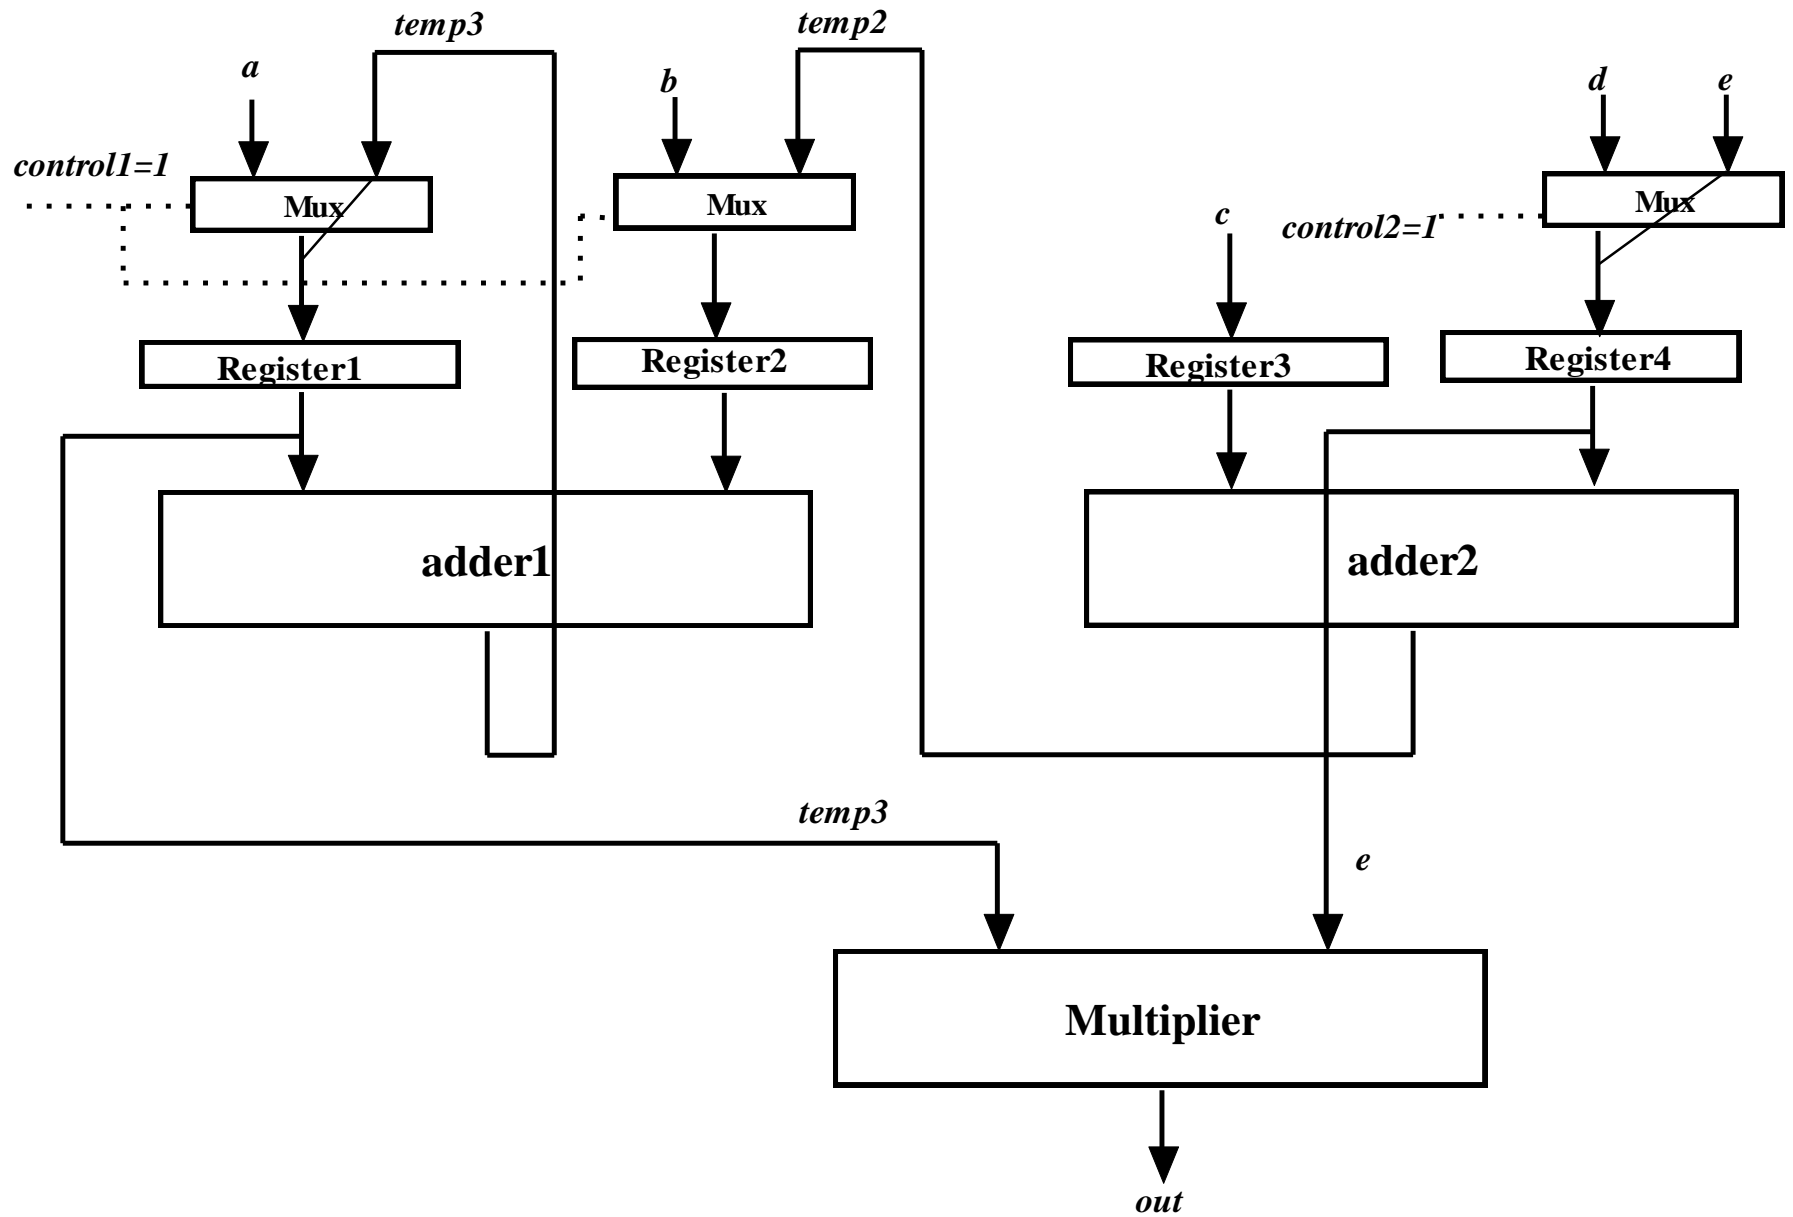 temp3
temp2
a
b
d
e
control1=1
Mux
Mux
Mux
c
control2=1
Register1
Register2
Register3
Register4
adder1
adder2
temp3
e
Multiplier
out